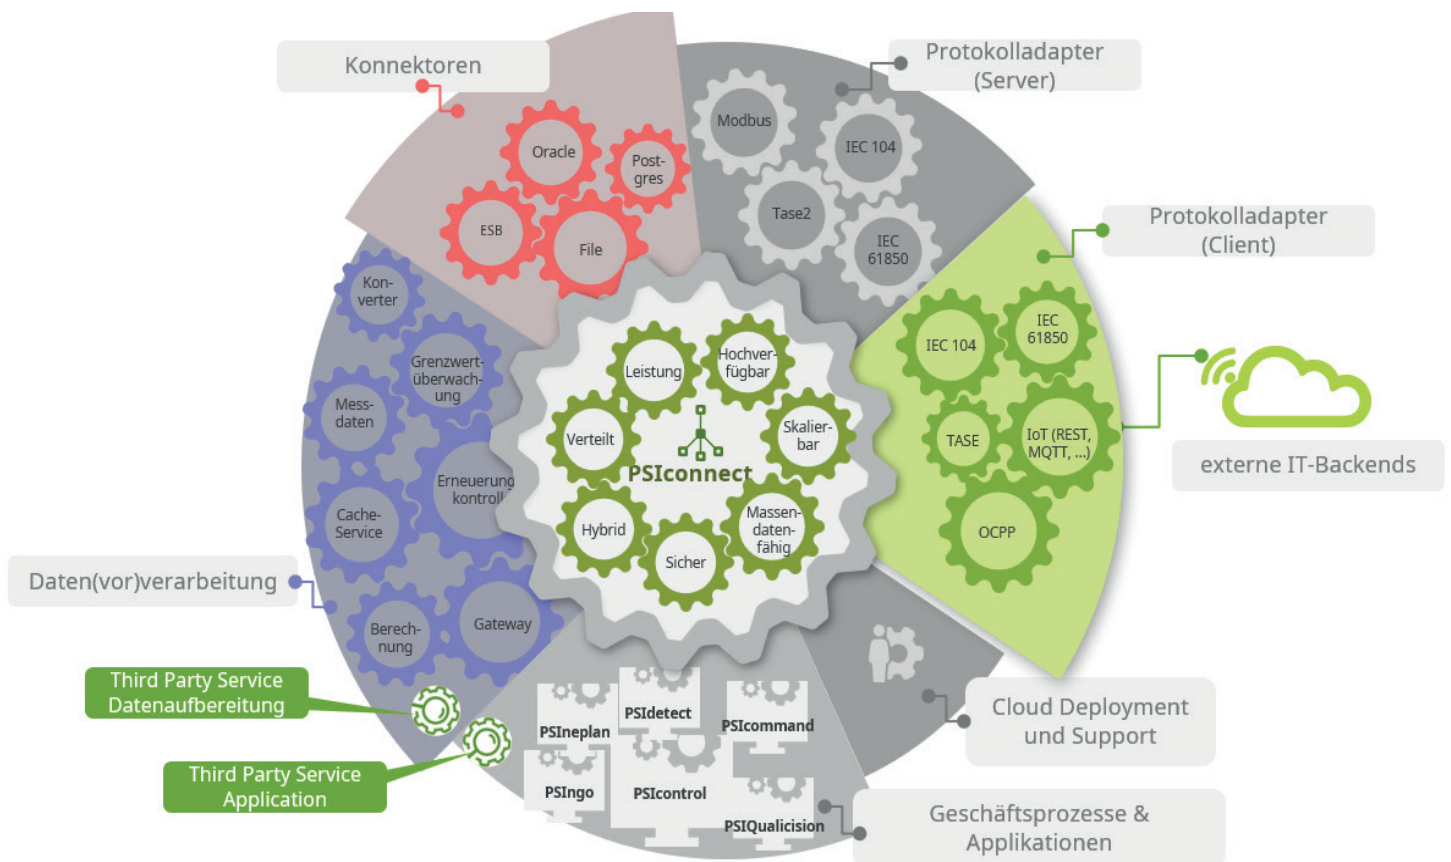 Konnektoren
Protokolladapter
(Server)
Oracle
Post-
gres
ESB
File
Modbus
IEC 104
Tase2
IEC
61850
Protokolladapter
(Client)
IEC 104
IEC
61850
TASE
IoT (REST,
MQTT, ...)
OCPP
externe IT-Backends
Kon-
verter
Grenzwert-
überwach-
ung
Mess-
daten
Erneuerung
kontroll
Cache-
Service
Berech-
nung
Gateway
Daten(vor)verarbeitung
Leistung
Hochver-
fügbar
Verteilt
Skalier-
bar
PSIconnect
Hybrid
Massen-
daten-
fähig
Sicher
Third Party Service
Datenaufbereitung
Third Party Service
Application
PSIneplan
PSIdetect
PSIcommand
PSIngo
PSIcontrol
PSIQualicision
Cloud Deployment
und Support
Geschäftsprozesse &
Applikationen